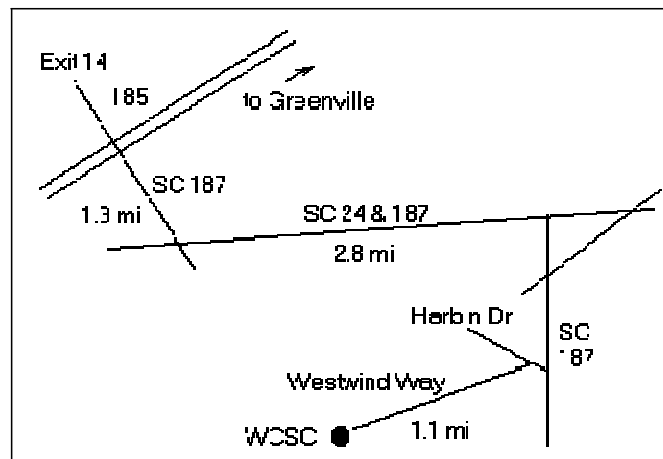 Exit 14
I 85
to Greenville
SC 187
1.3 mi
SC 24 & 187
2.8 mi
Harbin Dr
SC
187
Westwind Way
WCSC
1.1 mi